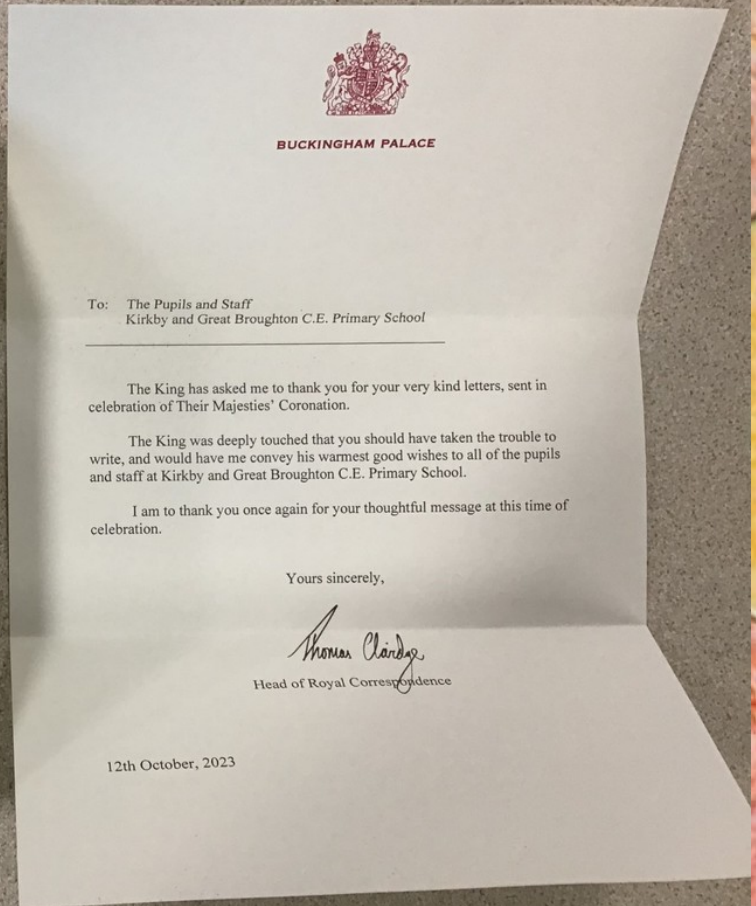 BUCKINGHAM PALACE
To: The Pupils and Staff
Kirkby and Great Broughton C.E. Primary School
The King has asked me to thank you for your very kind letters, sent in
celebration of Their Majesties' Coronation.
The King was deeply touched that you should have taken the trouble to
write, and would have me convey his warmest good wishes to all of the pupils
and staff at Kirkby and Great Broughton C.E. Primary School.
I am to thank you once again for your thoughtful message at this time of
celebration.
Yours sincerely,
ThomasClardge
Head of Royal Correspondence
12th October, 2023